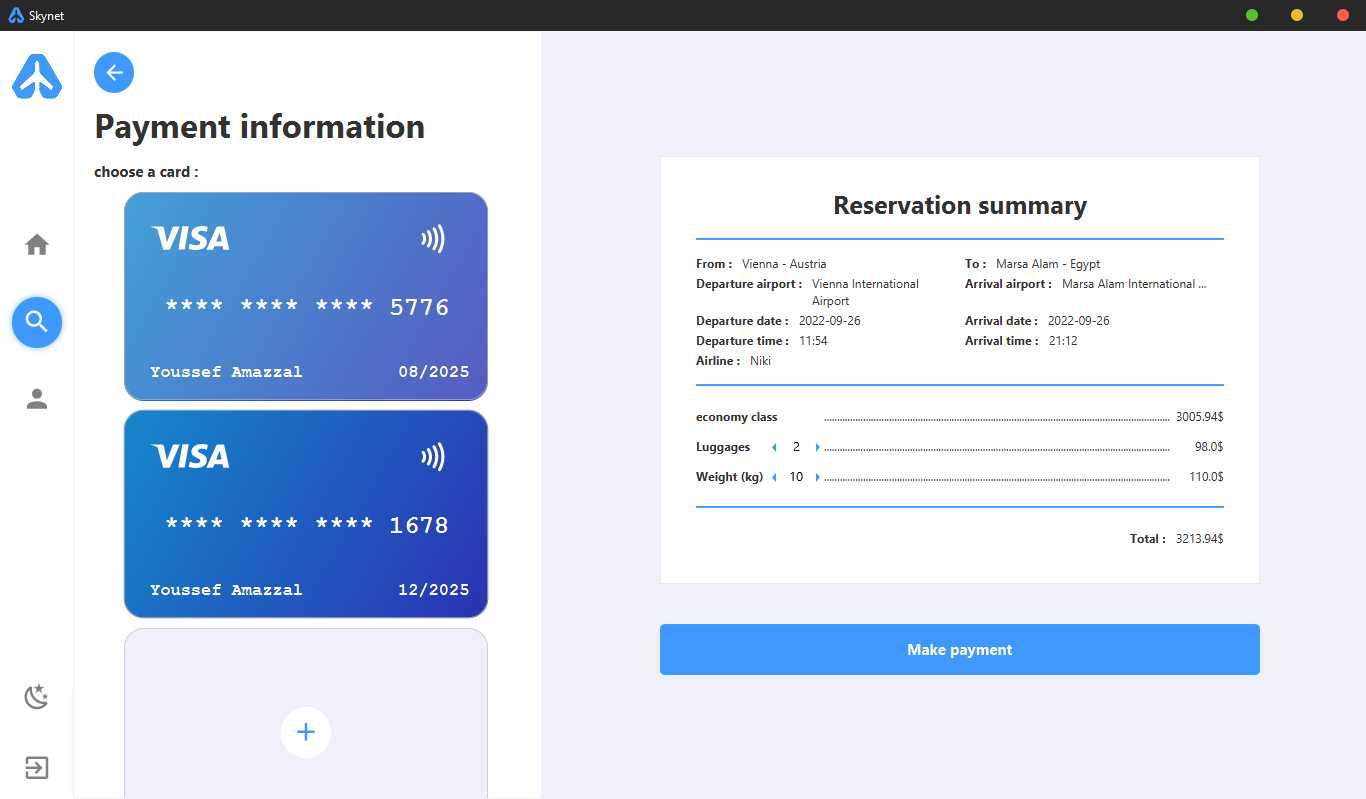 Skynet
Payment information
choose a card :
VISA
**** **** **** 5776
Youssef Amazzal 08/2025
VISA
**** **** **** 1678
Youssef Amazzal 12/2025
+
Reservation summary
From : Vienna - Austria To : Marsa Alam - Egypt
Departure airport : Vienna International Arrival airport : Marsa Alam International ...
Airport
Departure date : 2022-09-26 Arrival date : 2022-09-26
Departure time : 11:54 Arrival time : 21:12
Airline : Niki
economy class 3005.94$
Luggages 2 98.0$
Weight (kg) 10 110.0$
Total : 3213.94$
Make payment